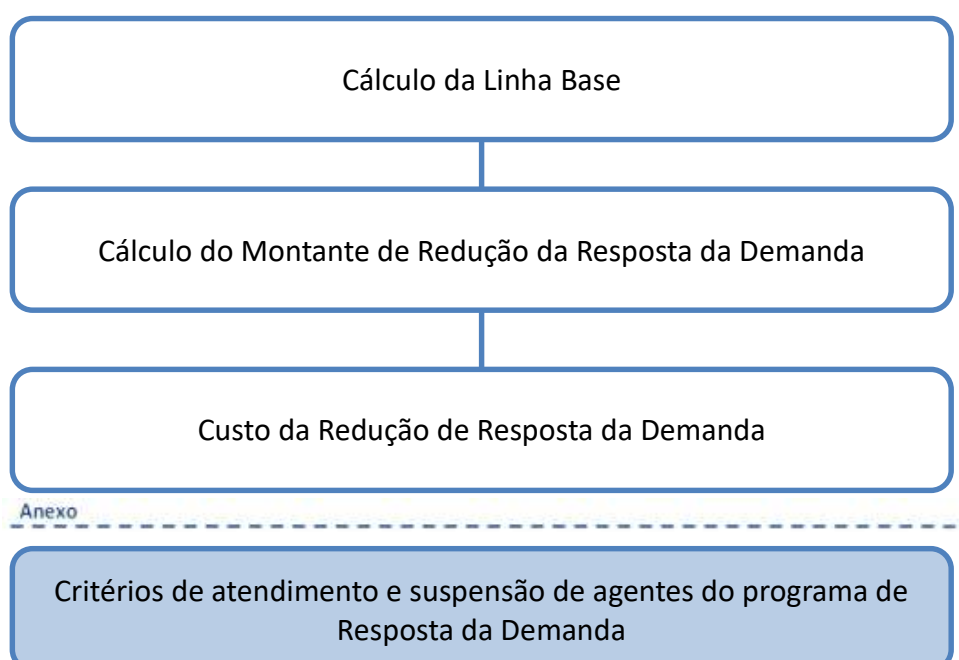 Cálculo da Linha Base
Cálculo do Montante de Redução da Resposta da Demanda
Custo da Redução de Resposta da Demanda
Anexo
Critérios de atendimento e suspensão de agentes do programa de
Resposta da Demanda